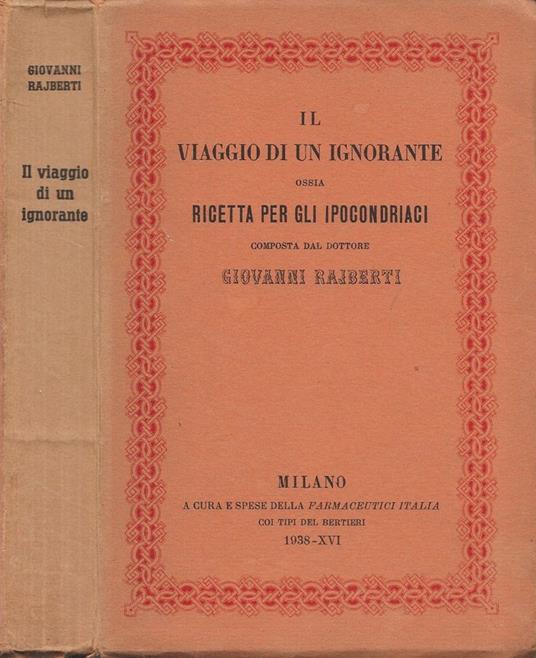 GIOVANNI
RAJBERTI
Il viaggio
di un
ignorante
IL
VIAGGIO DI UN IGNORANTE
OSSIA
RICETTA PER GLI IPOCONDRIACI
COMPOSTA DAL DOTTORE
GIOVANNI RAJBERTI
MILANO
A CURA E SPESE DELLA FARMACEUTICI ITALIA
COI TIPI DEL BERTIERI
1938-XVI